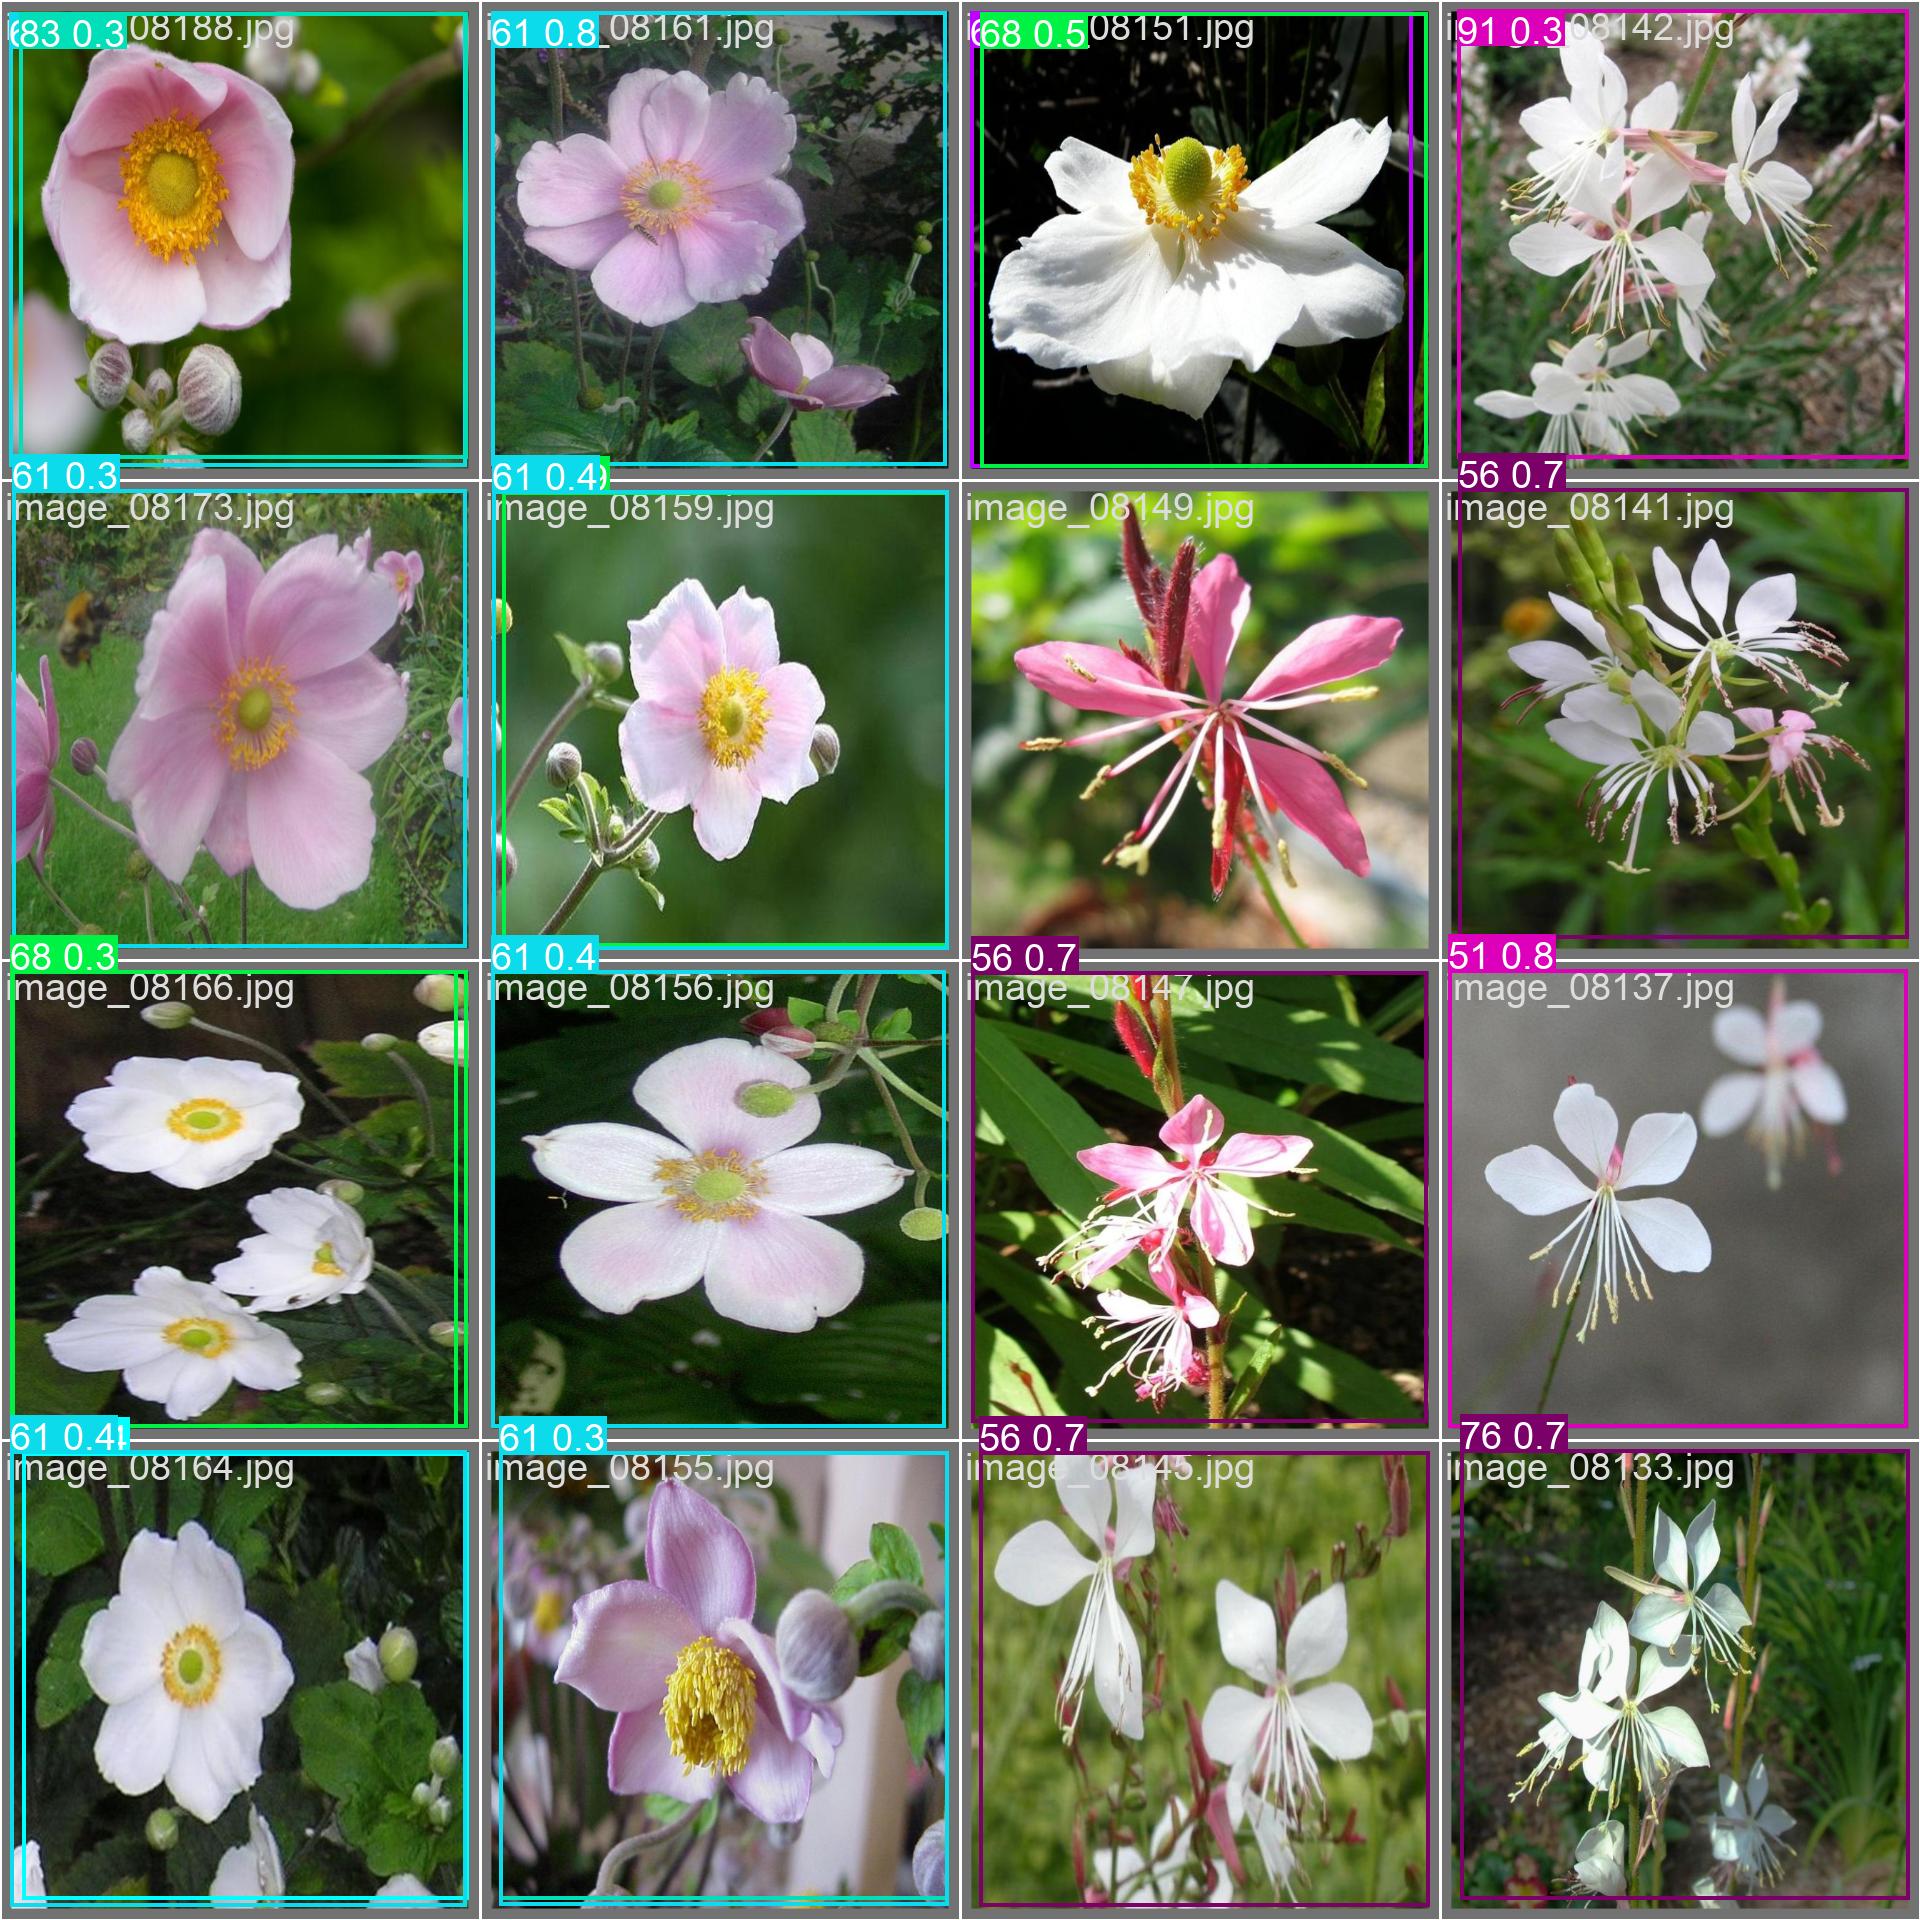 83 0.3
08188.jpg
61 0.8
08161.jpg
68 0.5
08151.jpg
91 0.3
08142.jpg
61 0.3
image_08173.jpg
61 0.4
image_08159.jpg
image_08149.jpg
56 0.7
image_08141.jpg
68 0.3
image_08166.jpg
61 0.4
image_08156.jpg
56 0.7
image_08147.jpg
51 0.8
image_08137.jpg
61 0.4
image_08164.jpg
61 0.3
image_08155.jpg
56 0.7
image_08145.jpg
76 0.7
image_08133.jpg